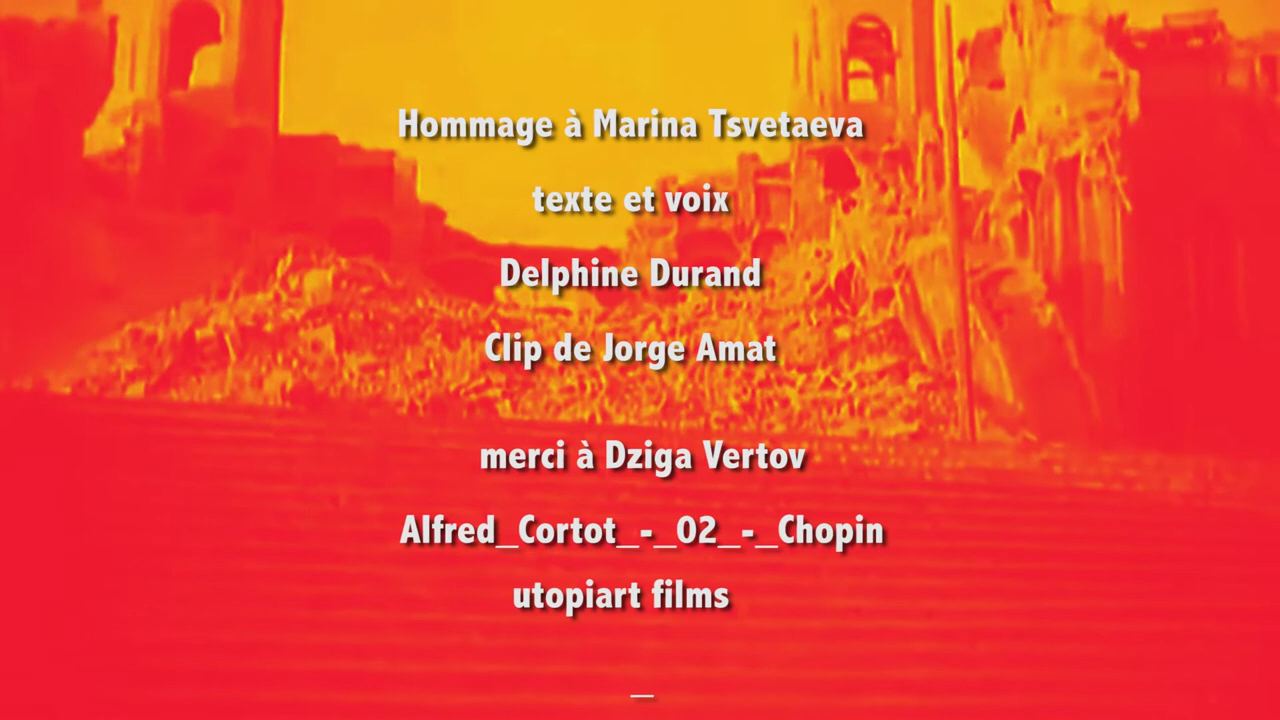 Hommage à Marina Tsvetaeva
texte et voix
Delphine Durand
Clip de Jorge Amat
merci à Dziga Vertov
Alfred_Cortot_-_02_-_Chopin
utopiart films
_